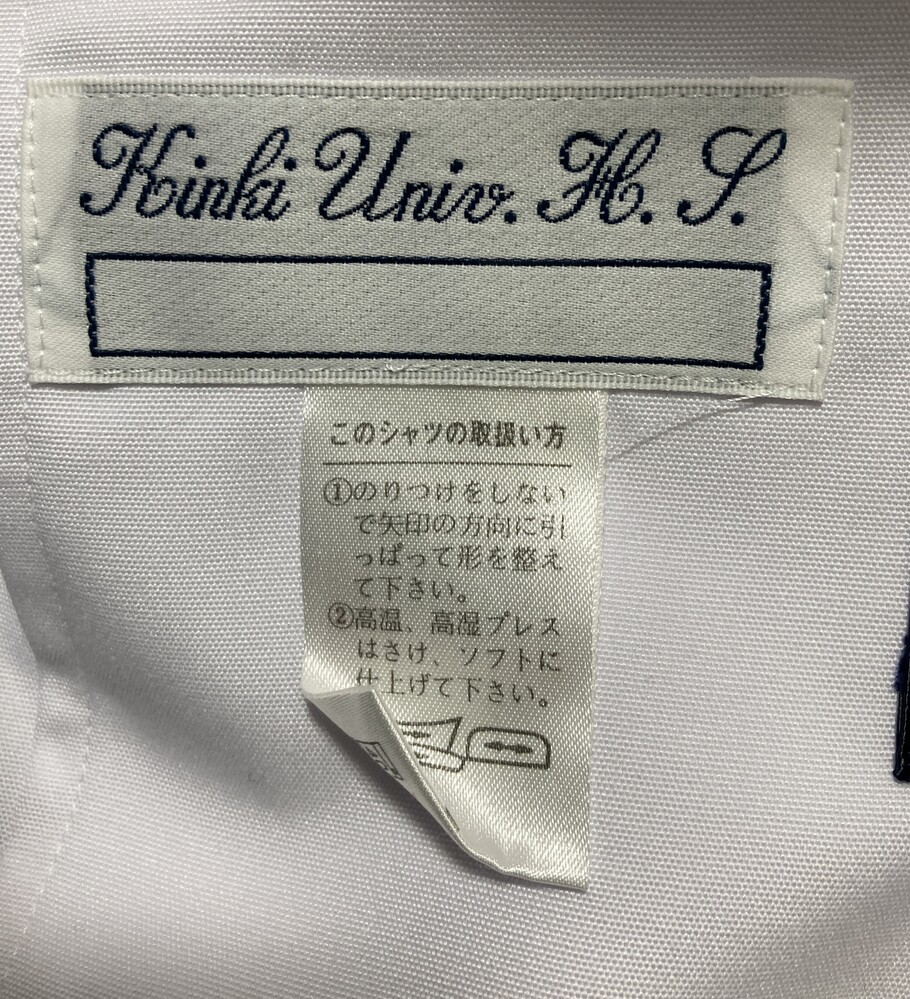 Kinki Univ. H. S.
このシャツの取扱い方
①のりつけをしない
で矢印の方向に引
っぱって形を整え
て下さい。
②高温、高湿プレス
はさけ、ソフトに
仕上げて下さい。